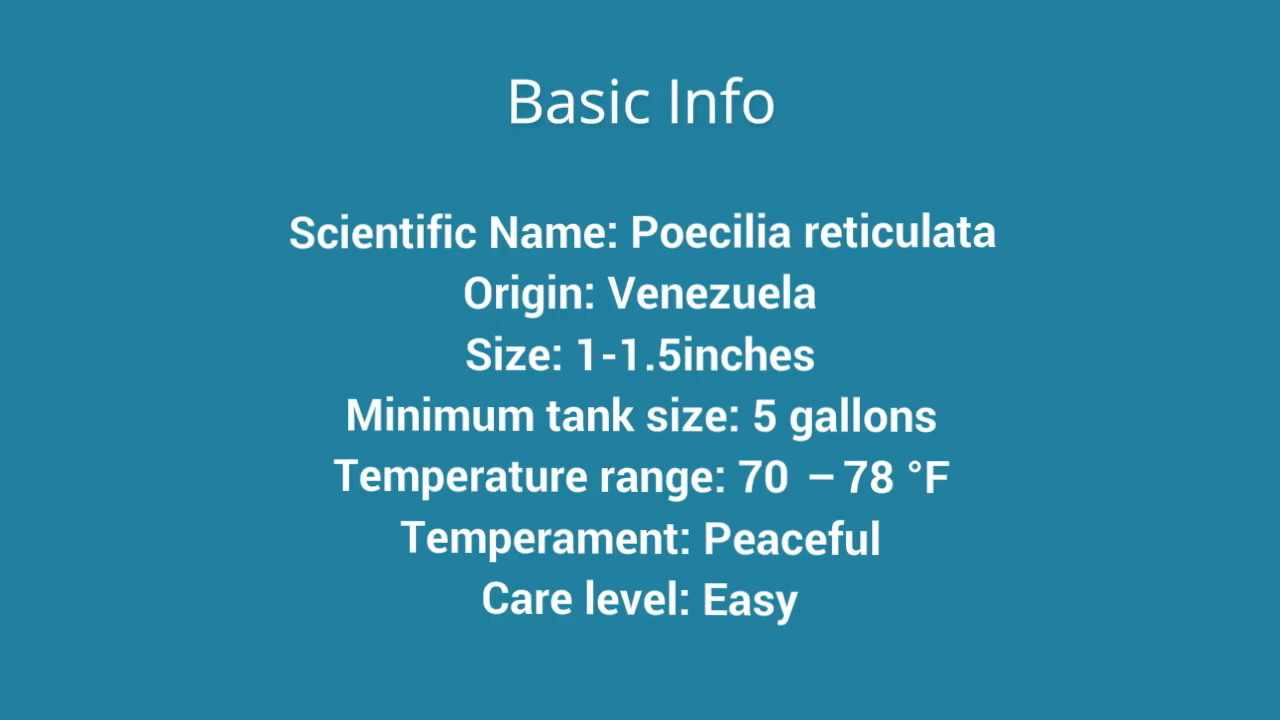 Basic Info
Scientific Name: Poecilia reticulata
Origin: Venezuela
Size: 1-1.5inches
Minimum tank size: 5 gallons
Temperature range: 70 – 78 °F
Temperament: Peaceful
Care level: Easy